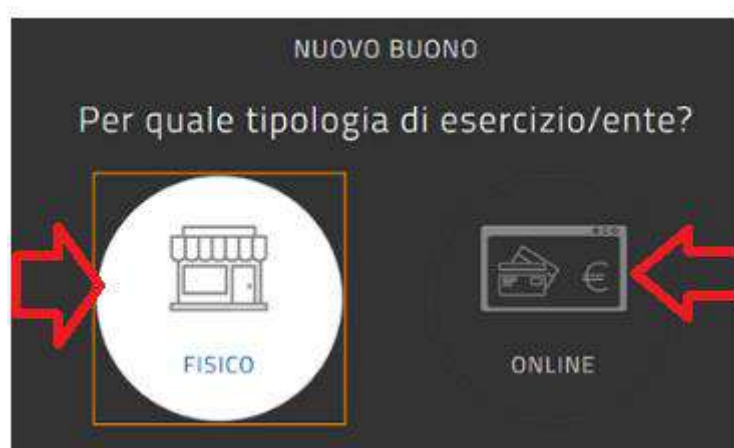 NUOVO BUONO
Per quale tipologia di esercizio/ente?
FISICO
ONLINE